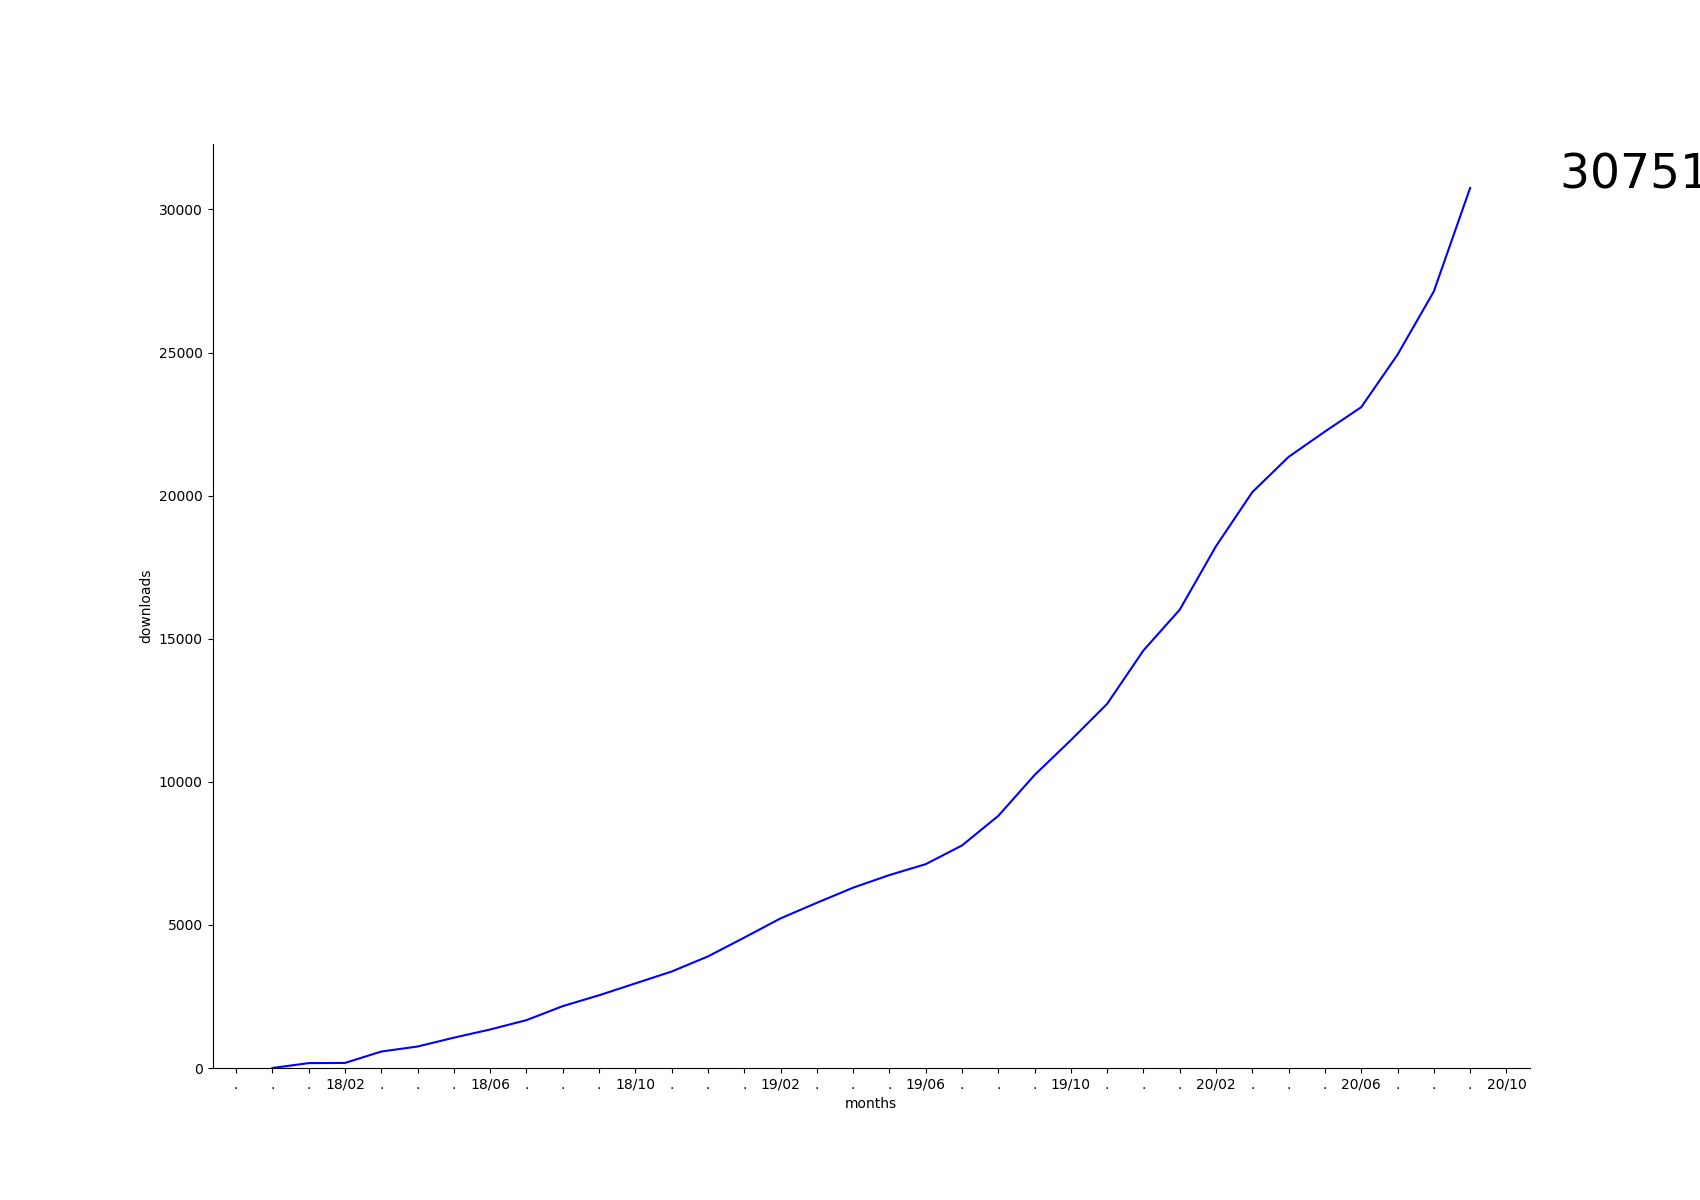 30751
30000
25000
20000
15000
10000
5000
0
downloads
. . . 18/02 . . . 18/06 . . . 18/10 . . . 19/02 . . . 19/06 . . . 19/10 . . . 20/02 . . . 20/06 . . . 20/10
months